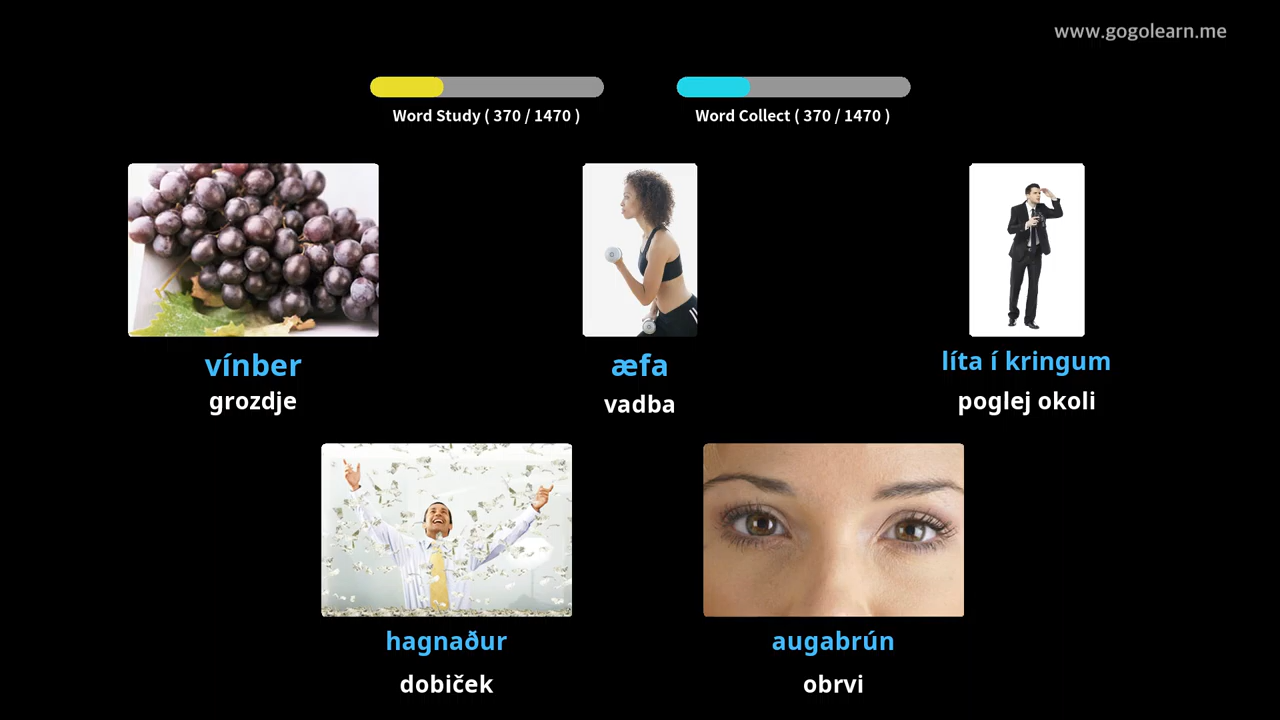 www.gogolearn.me
Word Study ( 370 / 1470 )
Word Collect ( 370 / 1470 )
vínber
grozdje
æfa
vadba
líta í kringum
poglej okoli
hagnaður
dobiček
augabrún
obrvi